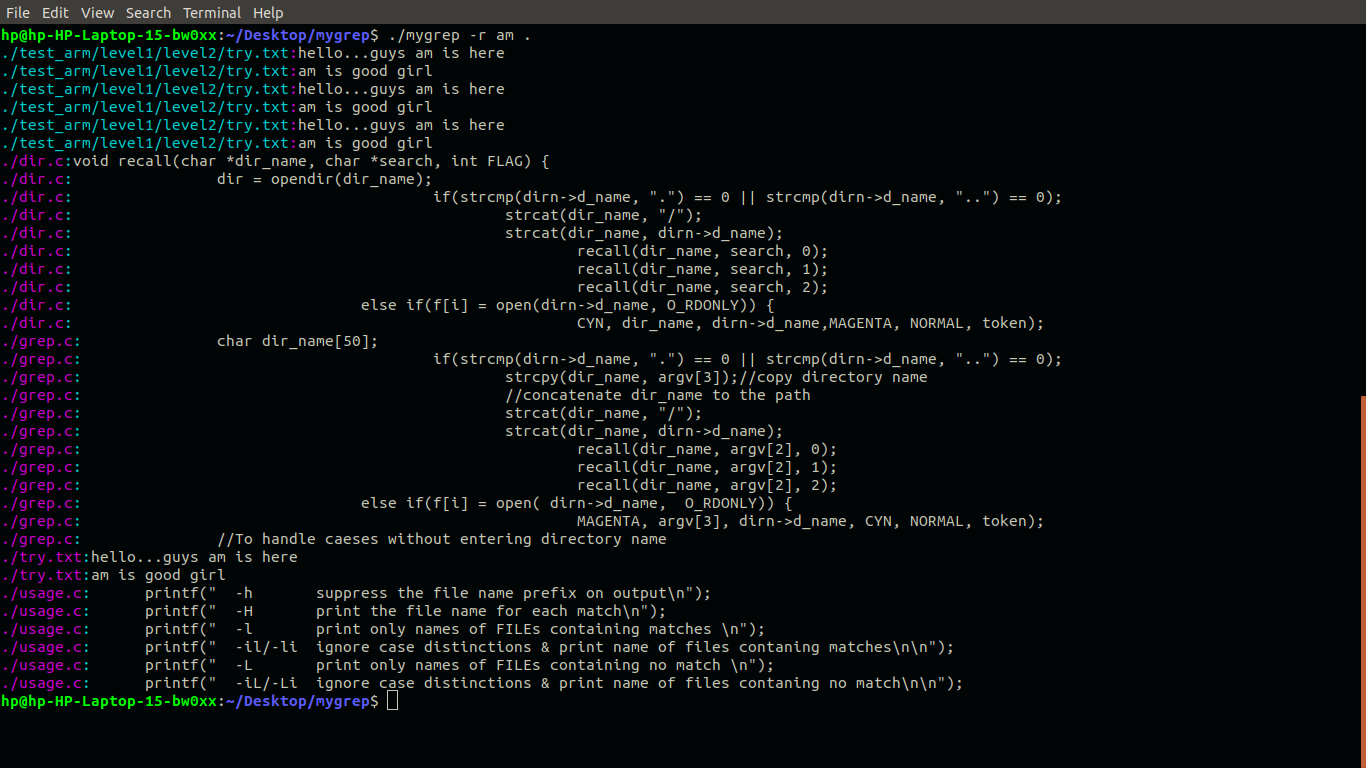 File Edit View Search Terminal Help
hp@hp-HP-Laptop-15-bw0xx:~/Desktop/mygrep$ ./mygrep -r am .
./test_arm/level1/level2/try.txt:hello...guys am is here
./test_arm/level1/level2/try.txt:am is good girl
./test_arm/level1/level2/try.txt:hello...guys am is here
./test_arm/level1/level2/try.txt:am is good girl
./test_arm/level1/level2/try.txt:hello...guys am is here
./test_arm/level1/level2/try.txt:am is good girl
./dir.c:void recall(char *dir_name, char *search, int FLAG) {
./dir.c:                dir = opendir(dir_name);
./dir.c:                                        if(strcmp(dirn->d_name, ".") == 0 || strcmp(dirn->d_name, "..") == 0);
./dir.c:                                                strcat(dir_name, "/");
./dir.c:                                                strcat(dir_name, dirn->d_name);
./dir.c:                                                        recall(dir_name, search, 0);
./dir.c:                                                        recall(dir_name, search, 1);
./dir.c:                                                        recall(dir_name, search, 2);
./dir.c:                                else if(f[i] = open(dirn->d_name, O_RDONLY)) {
./dir.c:                                                        CYN, dir_name, dirn->d_name,MAGENTA, NORMAL, token);
./grep.c:               char dir_name[50];
./grep.c:                                       if(strcmp(dirn->d_name, ".") == 0 || strcmp(dirn->d_name, "..") == 0);
./grep.c:                                               strcpy(dir_name, argv[3]);//copy directory name
./grep.c:                                               //concatenate dir_name to the path
./grep.c:                                               strcat(dir_name, "/");
./grep.c:                                               strcat(dir_name, dirn->d_name);
./grep.c:                                                       recall(dir_name, argv[2], 0);
./grep.c:                                                       recall(dir_name, argv[2], 1);
./grep.c:                                                       recall(dir_name, argv[2], 2);
./grep.c:                               else if(f[i] = open( dirn->d_name,  O_RDONLY)) {
./grep.c:                                                       MAGENTA, argv[3], dirn->d_name, CYN, NORMAL, token);
./grep.c:               //To handle caeses without entering directory name
./try.txt:hello...guys am is here
./try.txt:am is good girl
./usage.c:      printf("  -h       suppress the file name prefix on output\n");
./usage.c:      printf("  -H       print the file name for each match\n");
./usage.c:      printf("  -l       print only names of FILEs containing matches \n");
./usage.c:      printf("  -il/-li  ignore case distinctions & print name of files contaning matches\n\n");
./usage.c:      printf("  -L       print only names of FILEs containing no match \n");
./usage.c:      printf("  -iL/-Li  ignore case distinctions & print name of files contaning no match\n\n");
hp@hp-HP-Laptop-15-bw0xx:~/Desktop/mygrep$